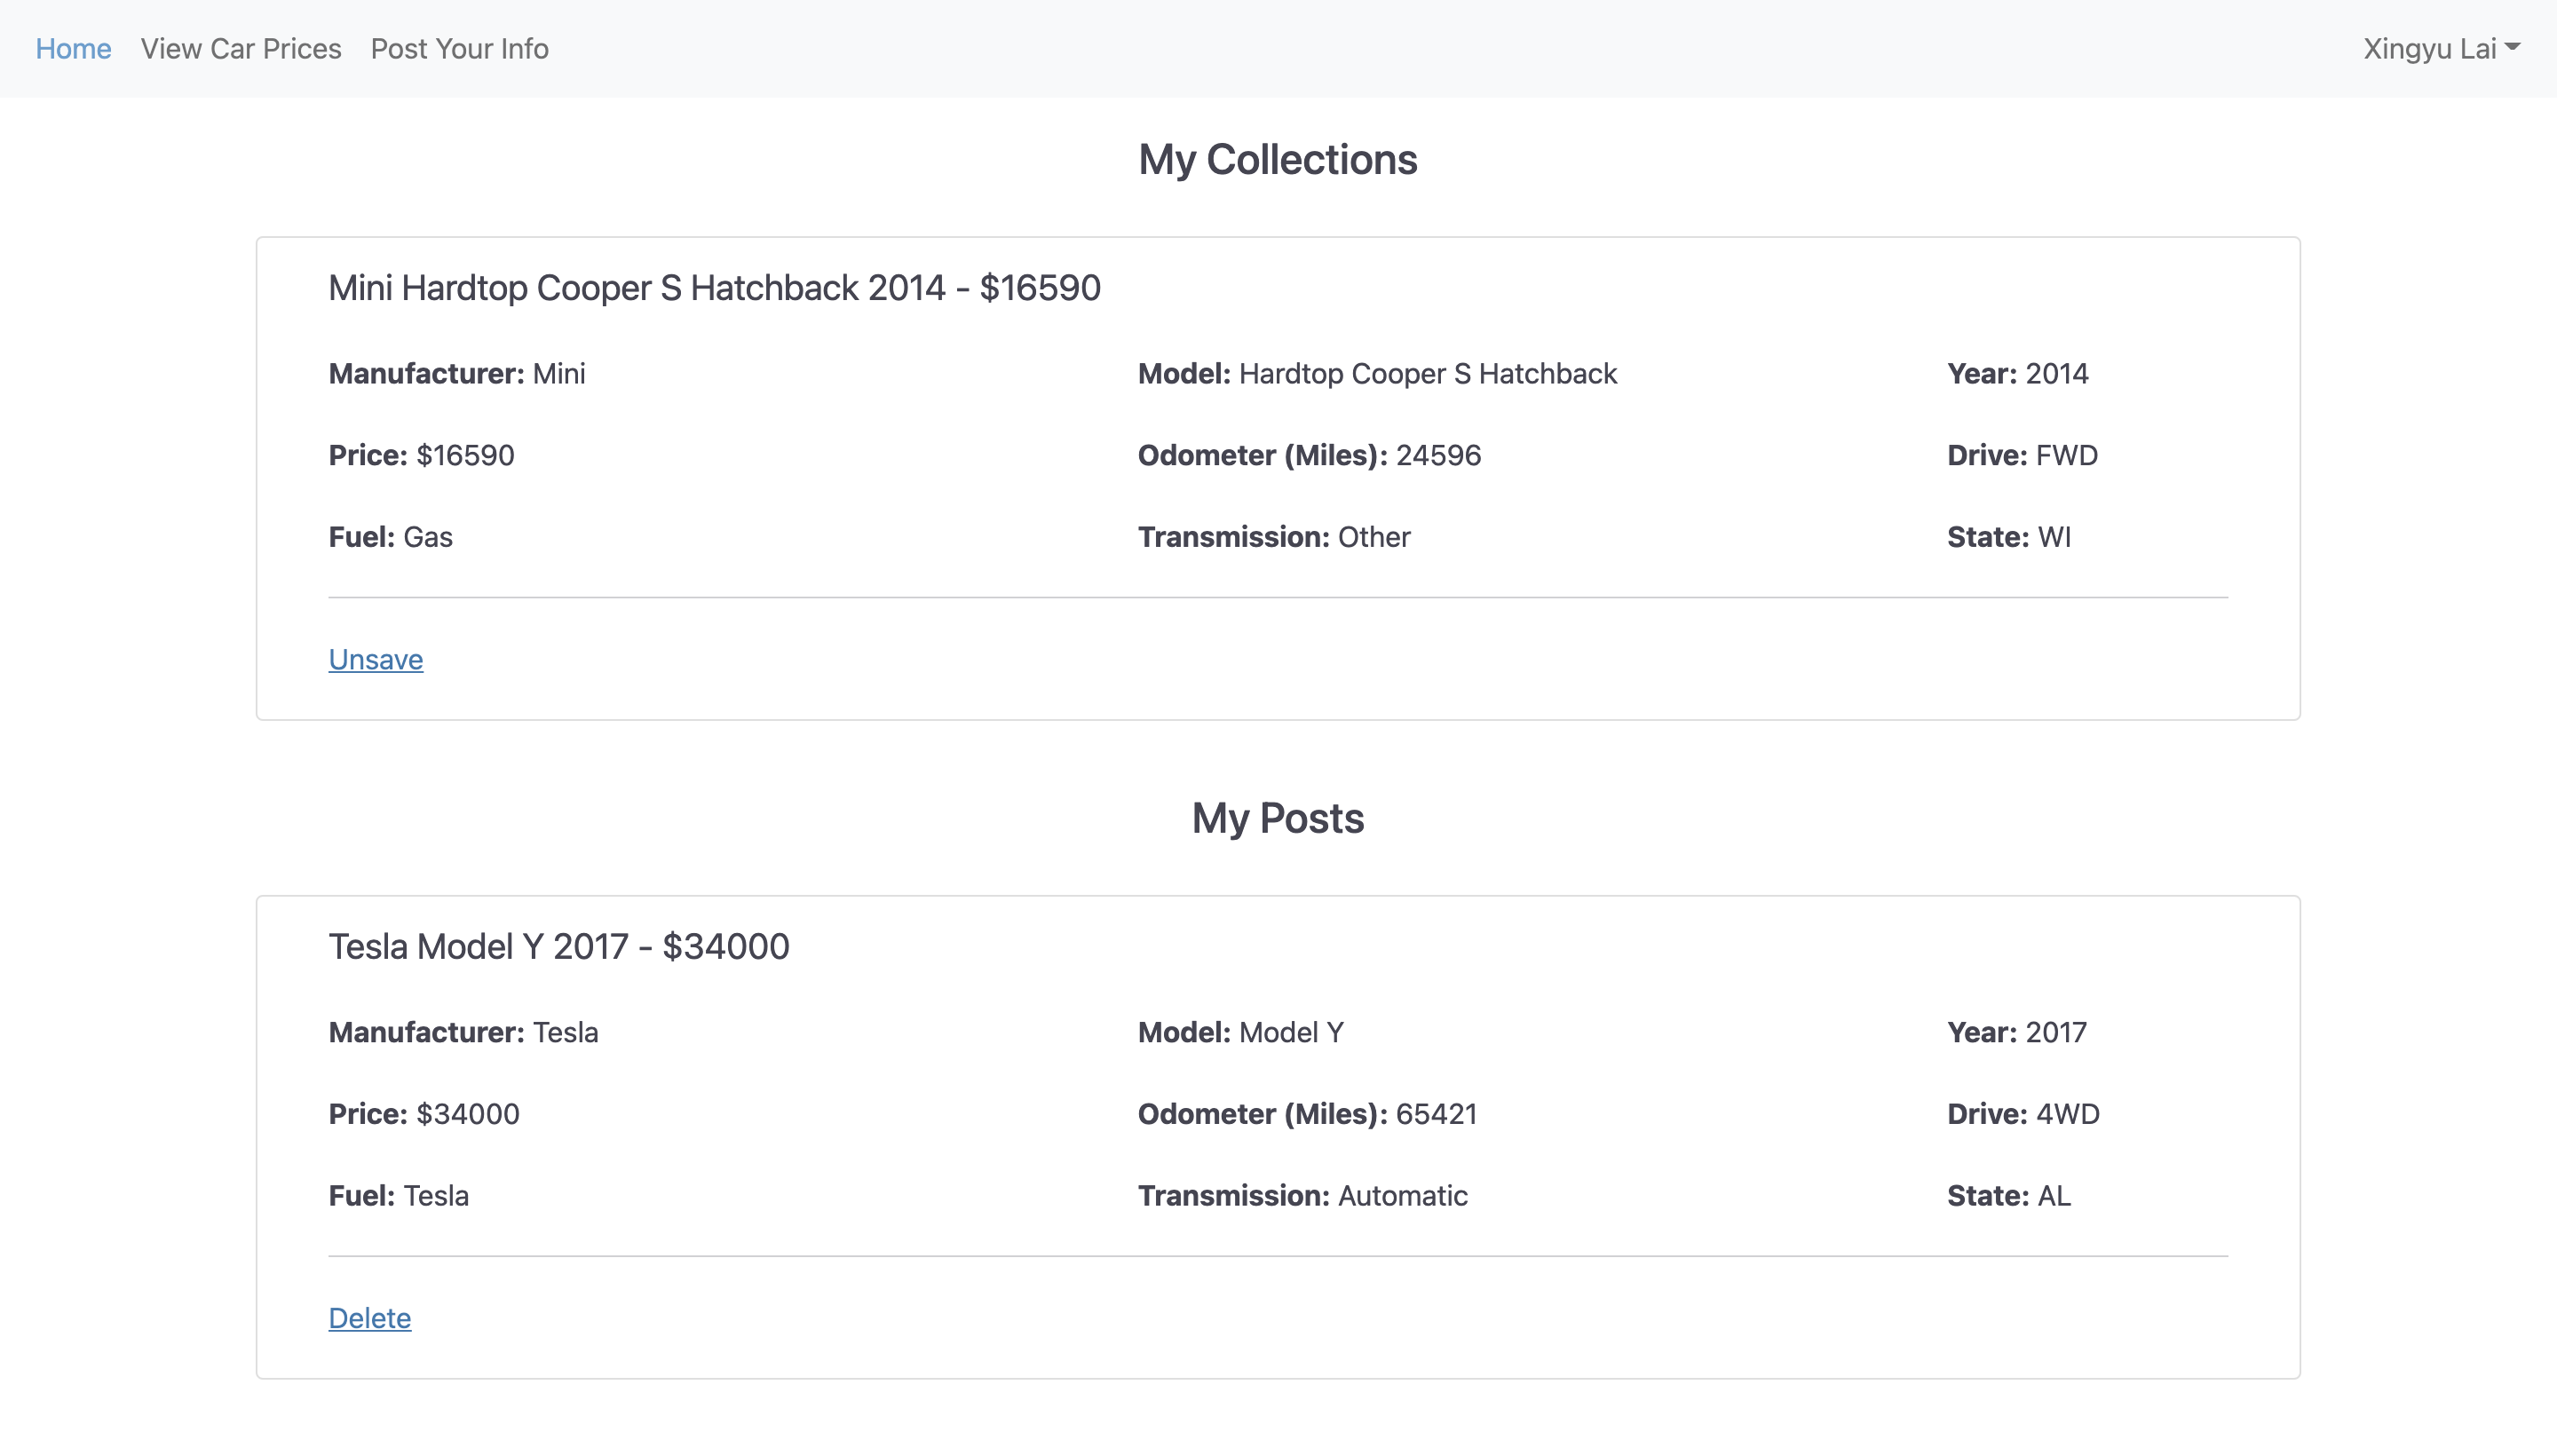 Home View Car Prices Post Your Info Xingyu Lai
My Collections
Mini Hardtop Cooper S Hatchback 2014 - $16590
Manufacturer: Mini Model: Hardtop Cooper S Hatchback Year: 2014
Price: $16590 Odometer (Miles): 24596 Drive: FWD
Fuel: Gas Transmission: Other State: WI
Unsave
My Posts
Tesla Model Y 2017 - $34000
Manufacturer: Tesla Model: Model Y Year: 2017
Price: $34000 Odometer (Miles): 65421 Drive: 4WD
Fuel: Tesla Transmission: Automatic State: AL
Delete